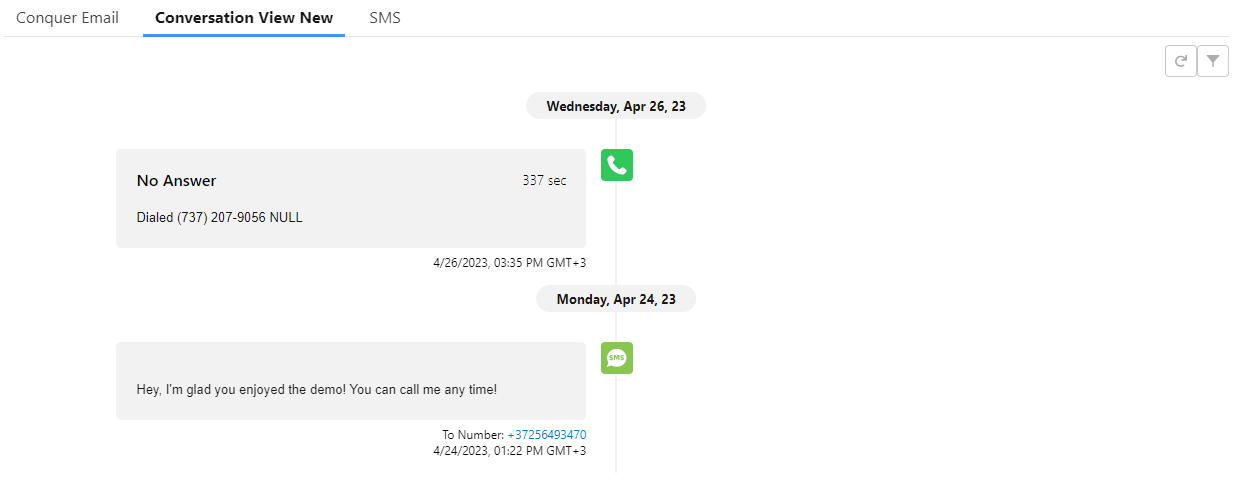 Conquer Email Conversation View New SMS
Wednesday, Apr 26, 23
No Answer 337 sec
Dialed (737) 207-9056 NULL
4/26/2023, 03:35 PM GMT+3
Monday, Apr 24, 23
SMS
Hey, I'm glad you enjoyed the demo! You can call me any time!
To Number: +37256493470
4/24/2023, 01:22 PM GMT+3